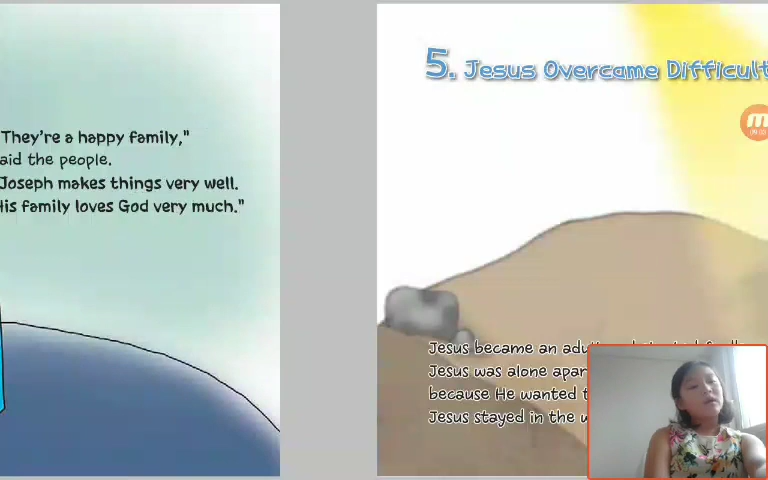 They're a happy family,"
aid the people.
Joseph makes things very well.
His family loves God very much."
5. Jesus Overcame Difficult
Jesus became an adu
Jesus was alone apar
because He wanted t
Jesus stayed in the w